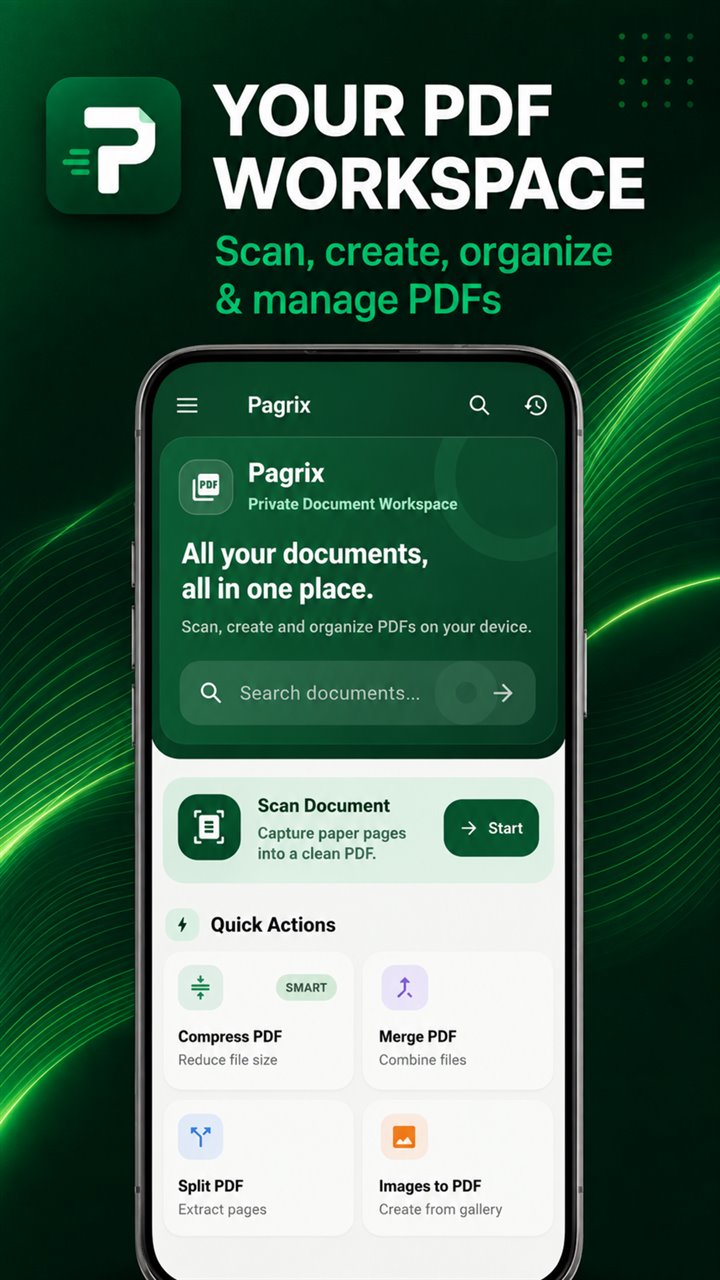 YOUR PDF
WORKSPACE
Scan, create, organize
& manage PDFs
Pagrix
PDF
Pagrix
Private Document Workspace
All your documents,
all in one place.
Scan, create and organize PDFs on your device.
Search documents...
Scan Document
Capture paper pages
into a clean PDF.
Start
Quick Actions
SMART
Compress PDF
Reduce file size
Merge PDF
Combine files
Split PDF
Extract pages
Images to PDF
Create from gallery